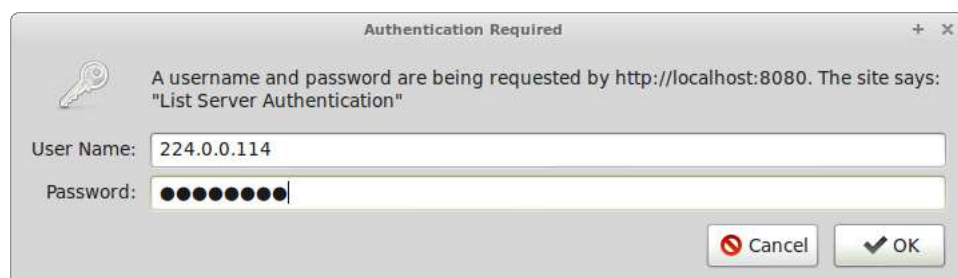 Authentication Required
A username and password are being requested by http://localhost:8080. The site says:
"List Server Authentication"
User Name: 224.0.0.114
Password: ●●●●●●●●
Cancel OK